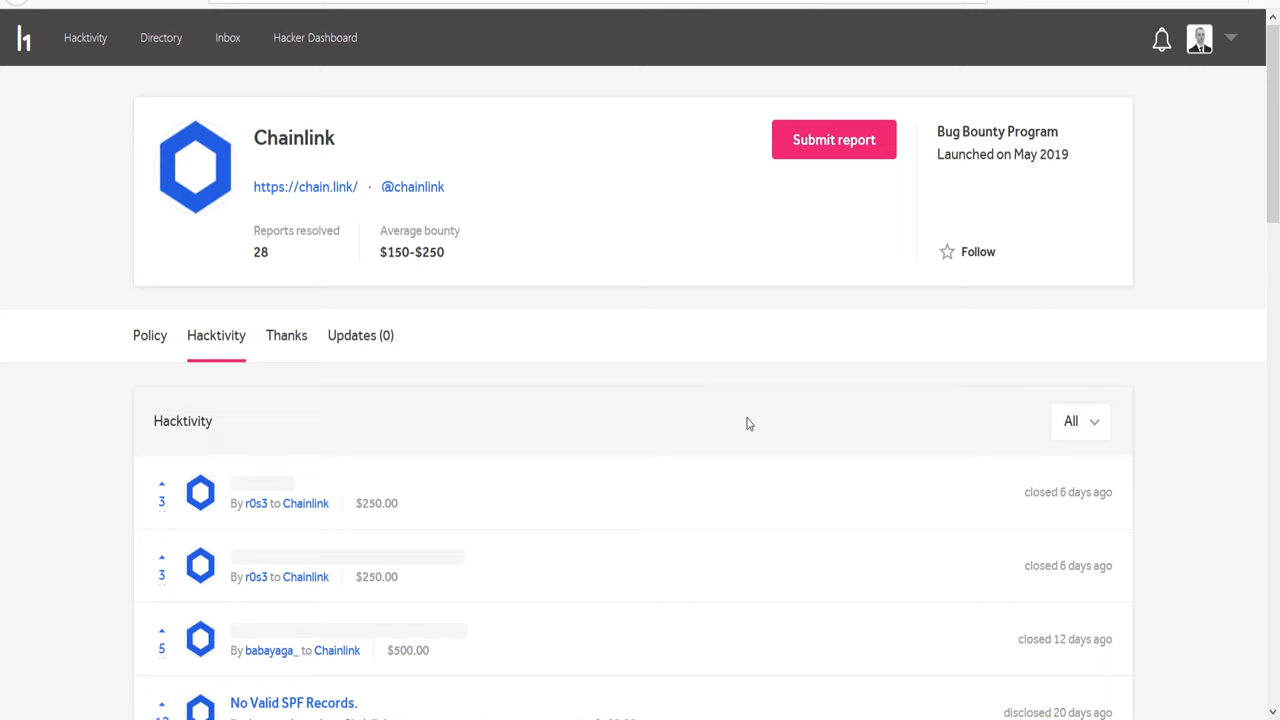 h1 Hacktivity Directory Inbox Hacker Dashboard
Chainlink
Submit report
Bug Bounty Program
Launched on May 2019
https://chain.link/ · @chainlink
Reports resolved Average bounty
28 $150-$250
Follow
Policy Hacktivity Thanks Updates (0)
Hacktivity
All
3
By r0s3 to Chainlink $250.00
closed 6 days ago
3
By r0s3 to Chainlink $250.00
closed 6 days ago
5
By babayaga_ to Chainlink $500.00
closed 12 days ago
No Valid SPF Records.
disclosed 20 days ago